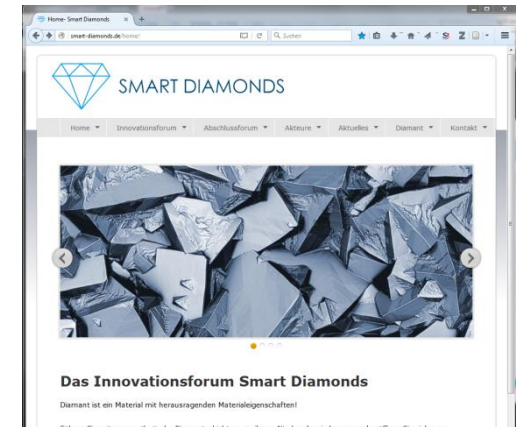 Home- Smart Diamonds
smart-diamonds.de/home/
Suchen
SMART DIAMONDS
Home Innovationsforum Abschlussforum Akteure Aktuelles Diamant Kontakt
Das Innovationsforum Smart Diamonds
Diamant ist ein Material mit herausragenden Materialeigenschaften!